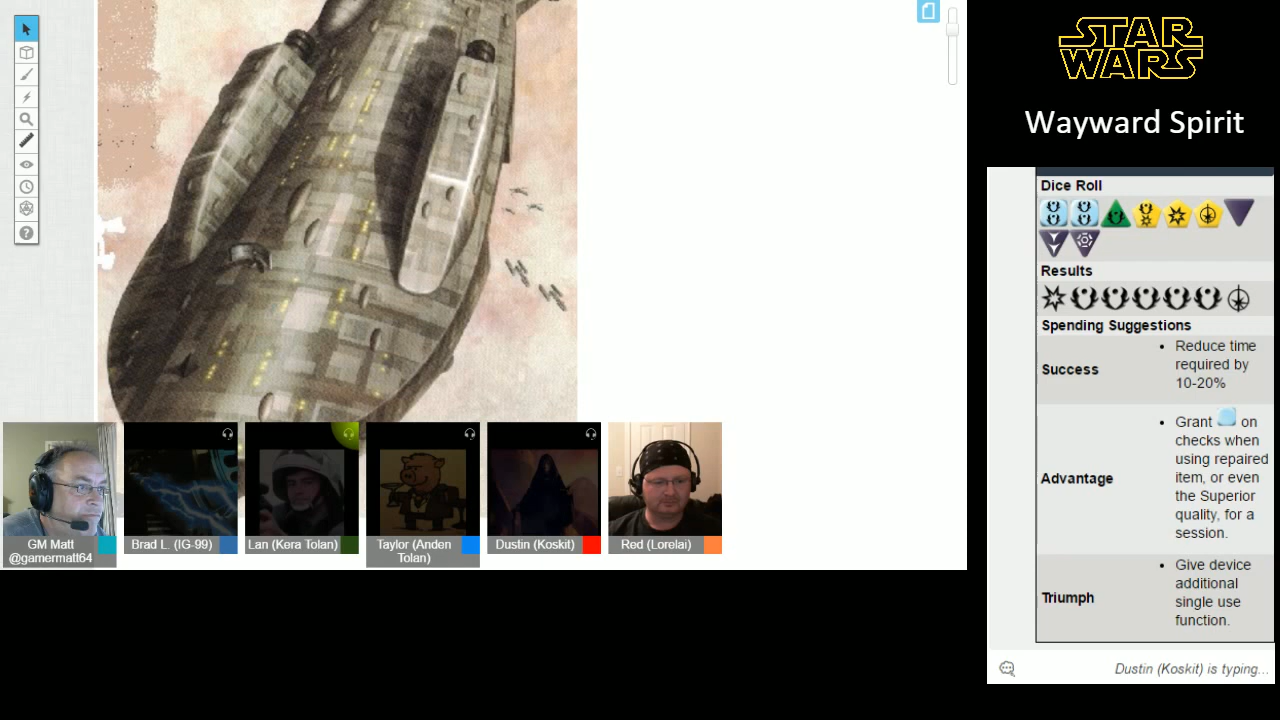 STAR
WARS
Wayward Spirit
Dice Roll
Results
Spending Suggestions
Success
• Reduce time
required by
10-20%
Advantage
• Grant on
checks when
using repaired
item, or even
the Superior
quality, for a
session.
Triumph
• Give device
additional
single use
function.
Dustin (Koskit) is typing...
GM Matt
@gamermatt64
Brad L. (IG-99)
Lan (Kera Tolan)
Taylor (Anden
Tolan)
Dustin (Koskit)
Red (Lorelai)